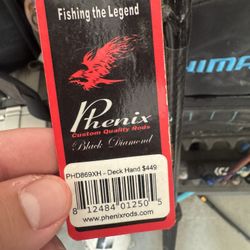 Fishing the Legend
Phenix
Custom Quality Rods
Black Diamond
PHD869XH - Deck Hand $449
8 12484 01250 5
www.phenixrods.com